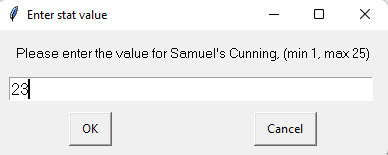 Enter stat value
Please enter the value for Samuel's Cunning, (min 1, max 25)
23
OK Cancel